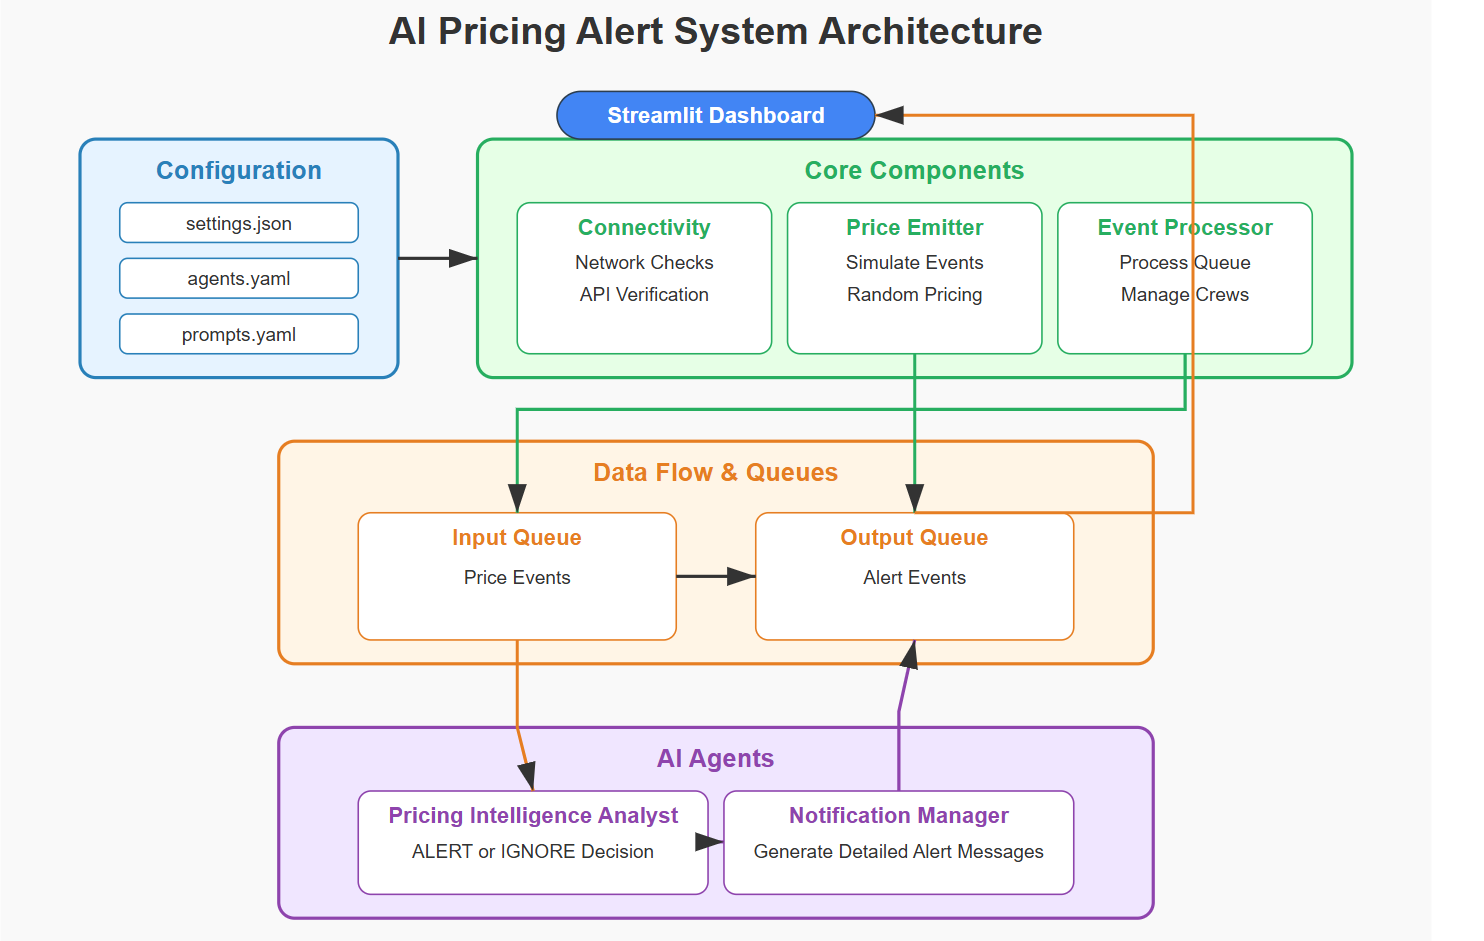 AI Pricing Alert System Architecture
Streamlit Dashboard
Configuration
settings.json
agents.yaml
prompts.yaml
Core Components
Connectivity
Network Checks
API Verification
Price Emitter
Simulate Events
Random Pricing
Event Processor
Process Queue
Manage Crews
Data Flow & Queues
Input Queue
Price Events
Output Queue
Alert Events
AI Agents
Pricing Intelligence Analyst
ALERT or IGNORE Decision
Notification Manager
Generate Detailed Alert Messages